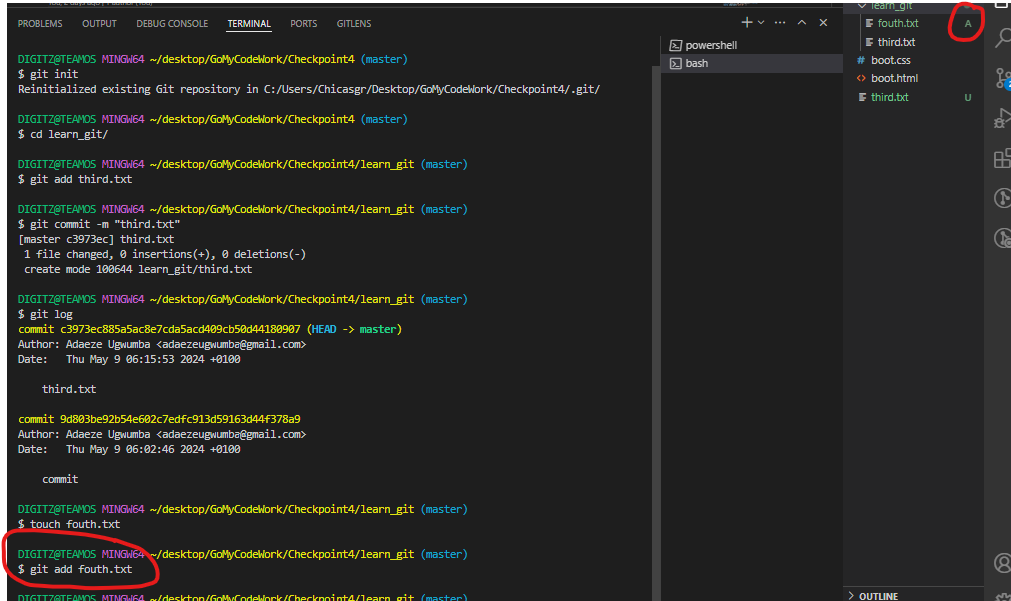 PROBLEMS OUTPUT DEBUG CONSOLE TERMINAL PORTS GITLENS
DIGITZ@TEAMOS MINGW64 ~/desktop/GoMyCodeWork/Checkpoint4 (master)
$ git init
Reinitialized existing Git repository in C:/Users/Chicasgr/Desktop/GoMyCodeWork/Checkpoint4/.git/
DIGITZ@TEAMOS MINGW64 ~/desktop/GoMyCodeWork/Checkpoint4 (master)
$ cd learn_git/
DIGITZ@TEAMOS MINGW64 ~/desktop/GoMyCodeWork/Checkpoint4/learn_git (master)
$ git add third.txt
DIGITZ@TEAMOS MINGW64 ~/desktop/GoMyCodeWork/Checkpoint4/learn_git (master)
$ git commit -m "third.txt"
[master c3973ec] third.txt
1 file changed, 0 insertions(+), 0 deletions(-)
create mode 100644 learn_git/third.txt
DIGITZ@TEAMOS MINGW64 ~/desktop/GoMyCodeWork/Checkpoint4/learn_git (master)
$ git log
commit c3973ec885a5ac8e7cda5acd409cb50d44180907 (HEAD -> master)
Author: Adaeze Ugwumba <adaezeugwumba@gmail.com>
Date: Thu May 9 06:15:53 2024 +0100
third.txt
commit 9d803be92b54e602c7edfc913d59163d44f378a9
Author: Adaeze Ugwumba <adaezeugwumba@gmail.com>
Date: Thu May 9 06:02:46 2024 +0100
commit
DIGITZ@TEAMOS MINGW64 ~/desktop/GoMyCodeWork/Checkpoint4/learn_git (master)
$ touch fouth.txt
DIGITZ@TEAMOS MINGW64 ~/desktop/GoMyCodeWork/Checkpoint4/learn_git (master)
$ git add fouth.txt
DIGITZ@TEAMOS MINGW64 ~/desktop/GoMyCodeWork/Checkpoint4/learn_git (master)
powershell
bash
learn_git
fouth.txt A
third.txt
# boot.css
<> boot.html
third.txt U
OUTLINE